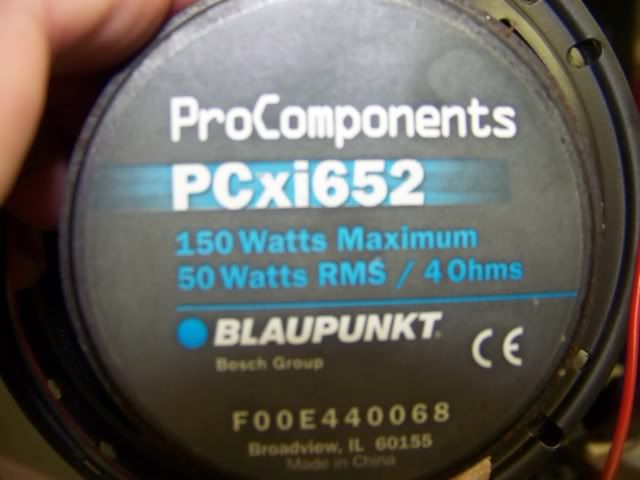 ProComponents
PCxi652
150 Watts Maximum
50 Watts RMS / 4 Ohms
BLAUPUNKT
CE
Bosch Group
F00E440068
Broadview, IL 60155
Made in China